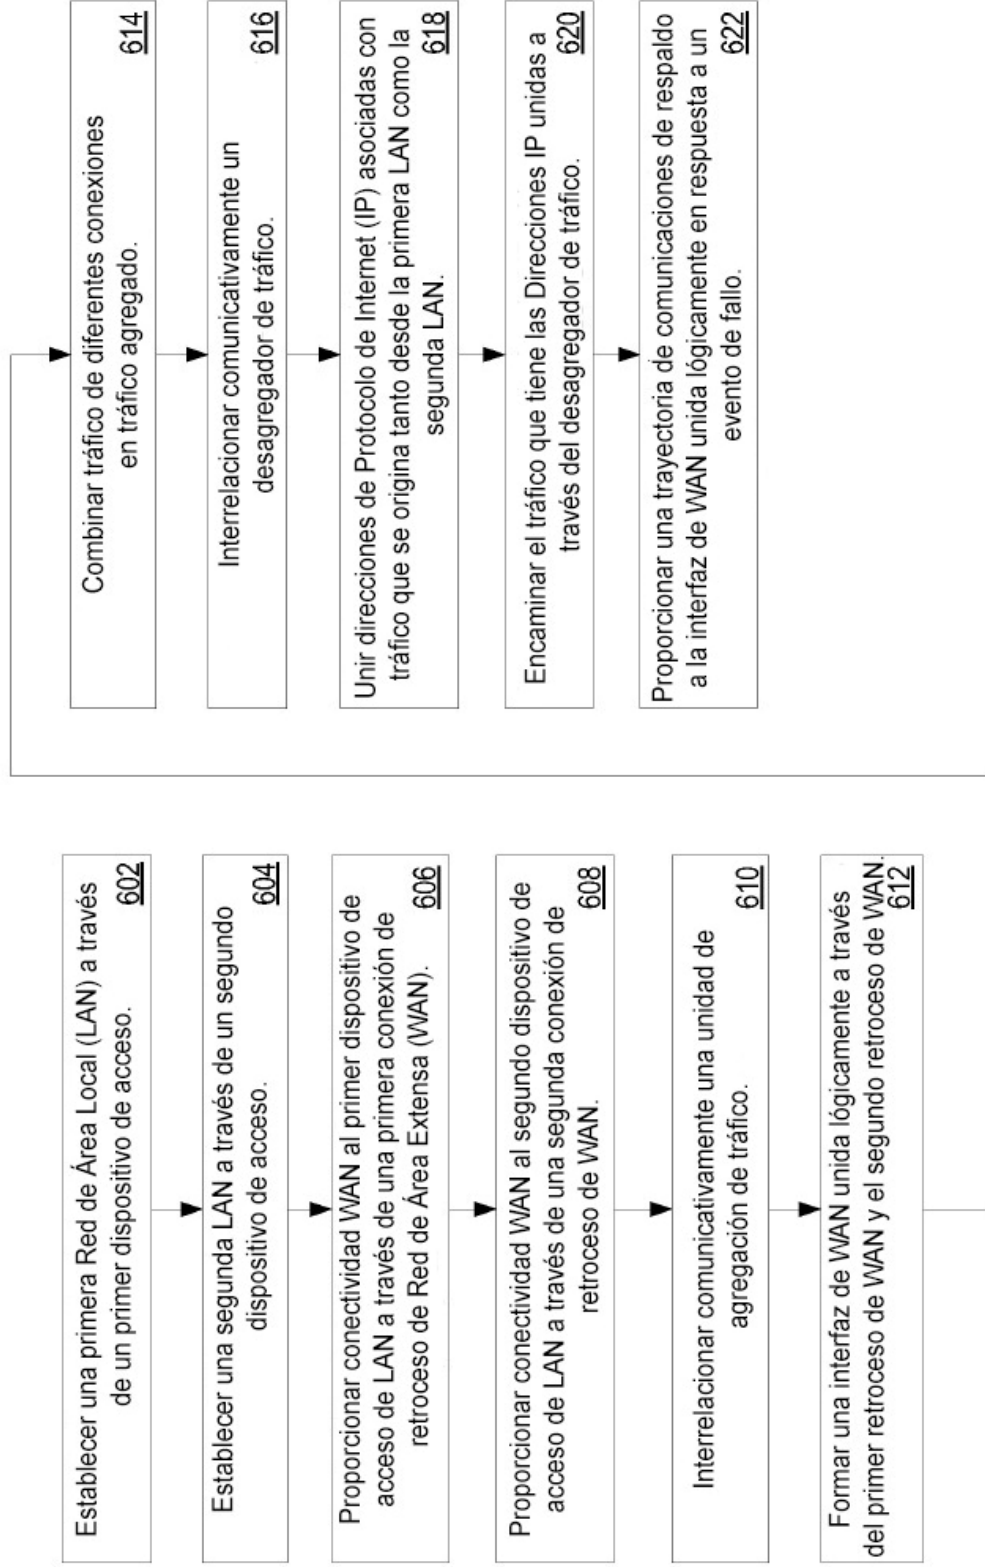 Establecer una primera Red de Área Local (LAN) a través
de un primer dispositivo de acceso.
602
Establecer una segunda LAN a través de un segundo
dispositivo de acceso.
604
Proporcionar conectividad WAN al primer dispositivo de
acceso de LAN a través de una primera conexión de
retroceso de Red de Área Extensa (WAN).
606
Proporcionar conectividad WAN al segundo dispositivo de
acceso de LAN a través de una segunda conexión de
retroceso de WAN.
608
Interrelacionar comunicativamente una unidad de
agregación de tráfico.
610
Formar una interfaz de WAN unida lógicamente a través
del primer retroceso de WAN y el segundo retroceso de WAN.
612
Combinar tráfico de diferentes conexiones
en tráfico agregado.
614
Interrelacionar comunicativamente un
desagregador de tráfico.
616
Unir direcciones de Protocolo de Internet (IP) asociadas con
tráfico que se origina tanto desde la primera LAN como la
segunda LAN.
618
Encaminar el tráfico que tiene las Direcciones IP unidas a
través del desagregador de tráfico.
620
Proporcionar una trayectoria de comunicaciones de respaldo
a la interfaz de WAN unida lógicamente en respuesta a un
evento de fallo.
622